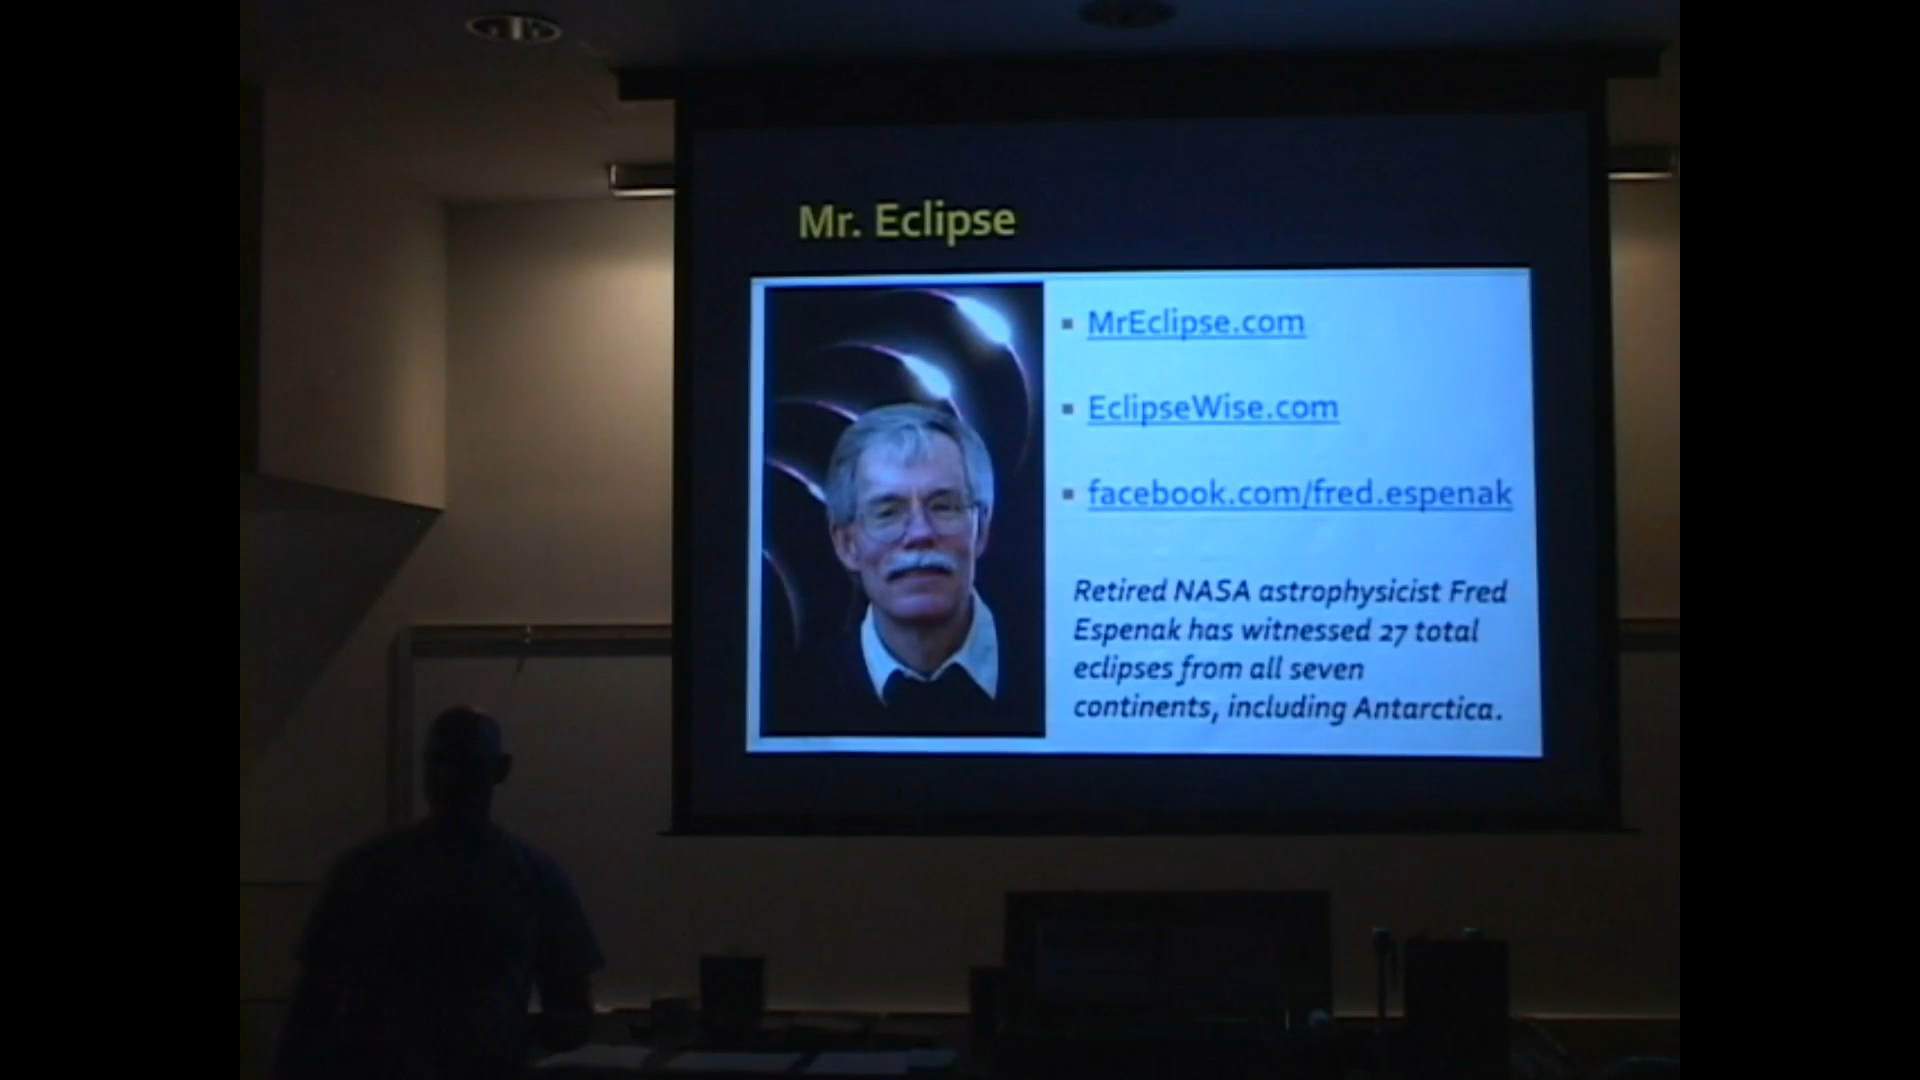 Mr. Eclipse
MrEclipse.com
EclipseWise.com
facebook.com/fred.espenak
Retired NASA astrophysicist Fred
Espenak has witnessed 27 total
eclipses from all seven
continents, including Antarctica.